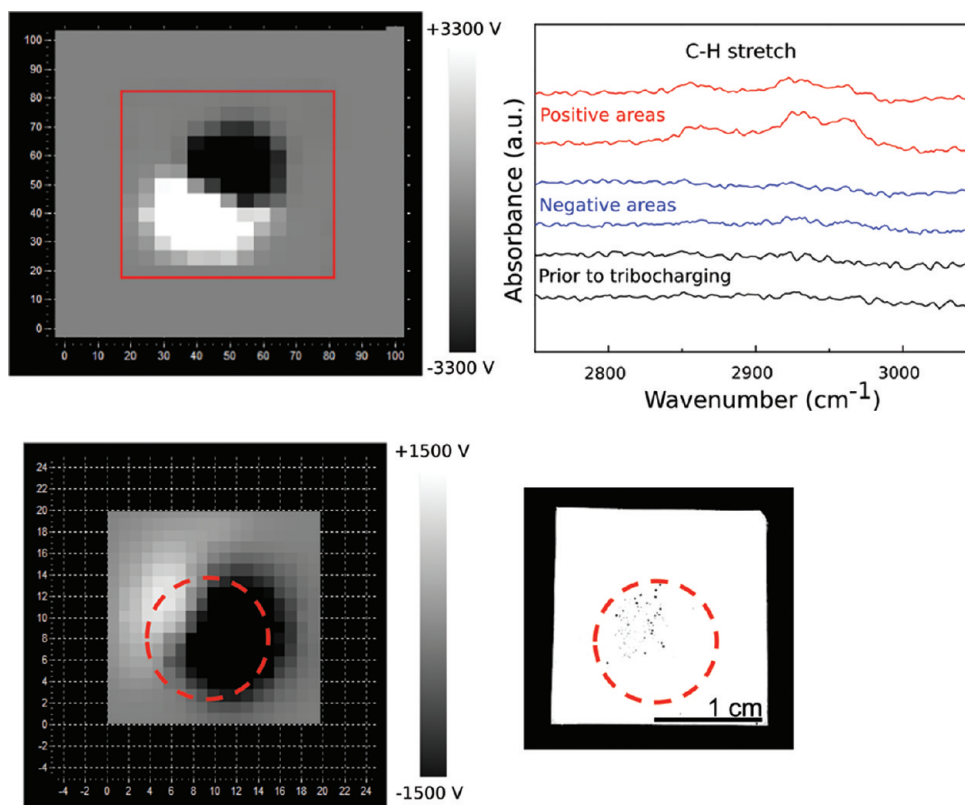 +3300 V
100
90
80
70
60
50
40
30
20
10
0
0 10 20 30 40 50 60 70 80 90 100
-3300 V
C-H stretch
Positive areas
Negative areas
Prior to tribocharging
Absorbance (a.u.)
2800 2900 3000
Wavenumber (cm-1)
+1500 V
24
22
20
18
16
14
12
10
8
6
4
2
0
-2
-4
-4 -2 0 2 4 6 8 10 12 14 16 18 20 22 24
-1500 V
1 cm